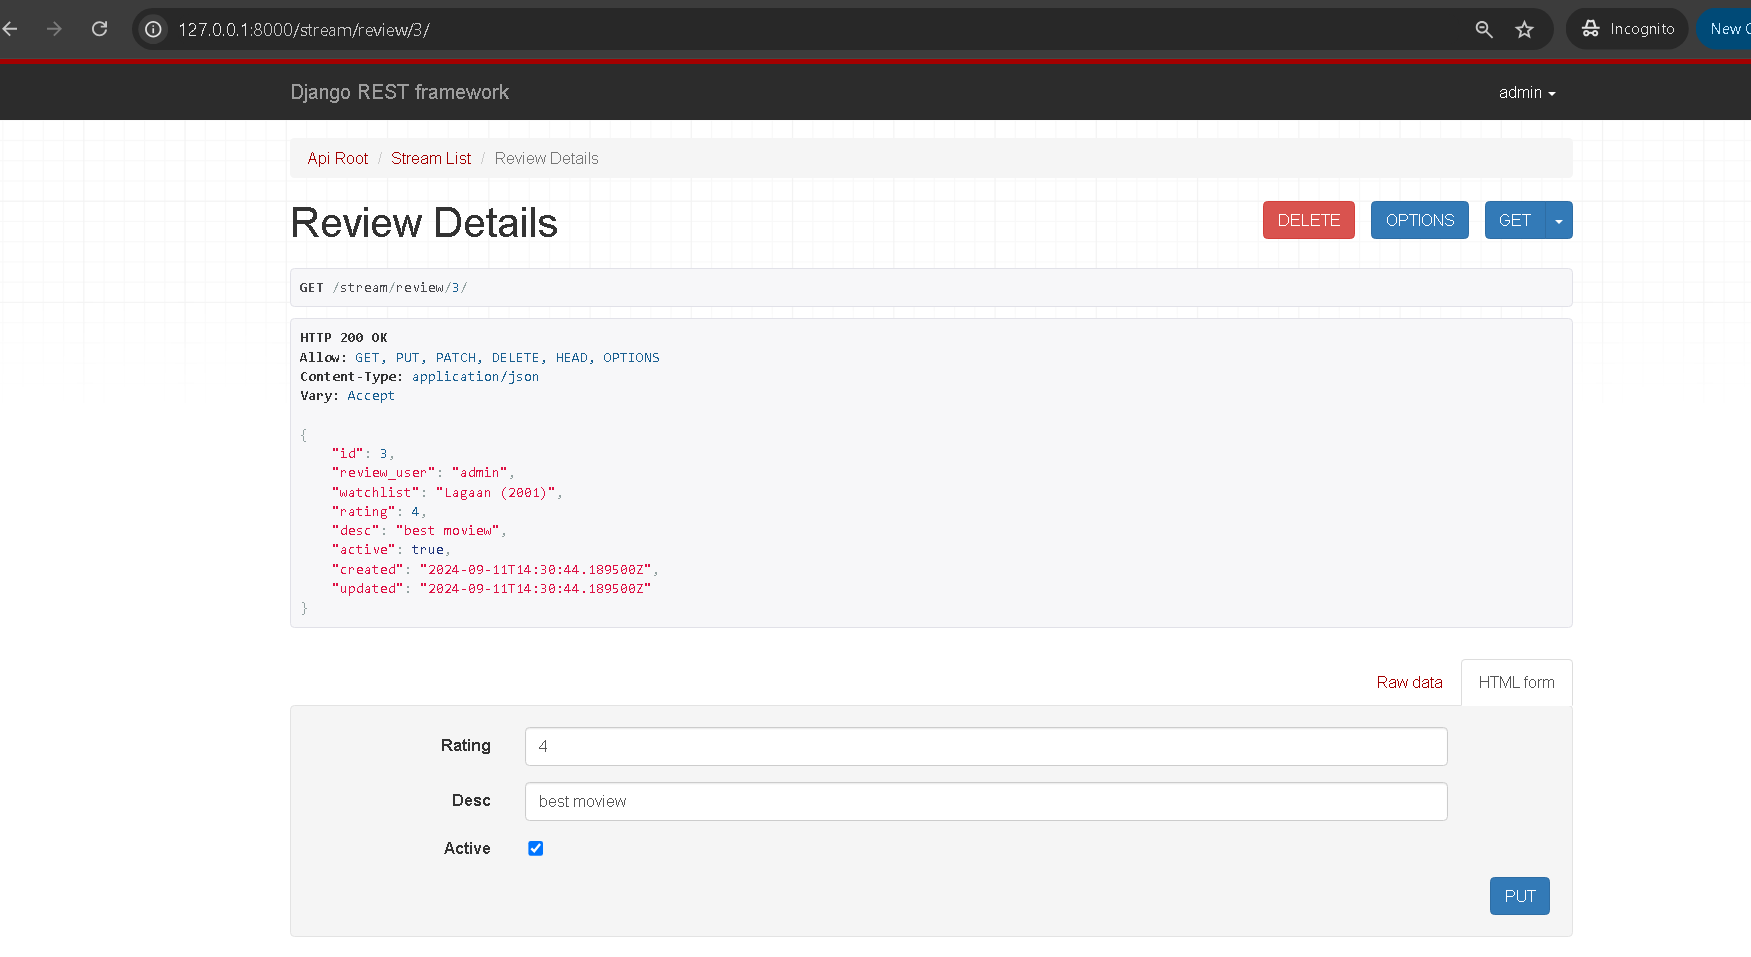 127.0.0.1:8000/stream/review/3/
Incognito
New
Django REST framework
admin
Api Root / Stream List / Review Details
Review Details
DELETE
OPTIONS
GET
GET /stream/review/3/
HTTP 200 OK
Allow: GET, PUT, PATCH, DELETE, HEAD, OPTIONS
Content-Type: application/json
Vary: Accept
{
    "id": 3,
    "review_user": "admin",
    "watchlist": "Lagaan (2001)",
    "rating": 4,
    "desc": "best moview",
    "active": true,
    "created": "2024-09-11T14:30:44.189500Z",
    "updated": "2024-09-11T14:30:44.189500Z"
}
Raw data
HTML form
Rating
4
Desc
best moview
Active
PUT